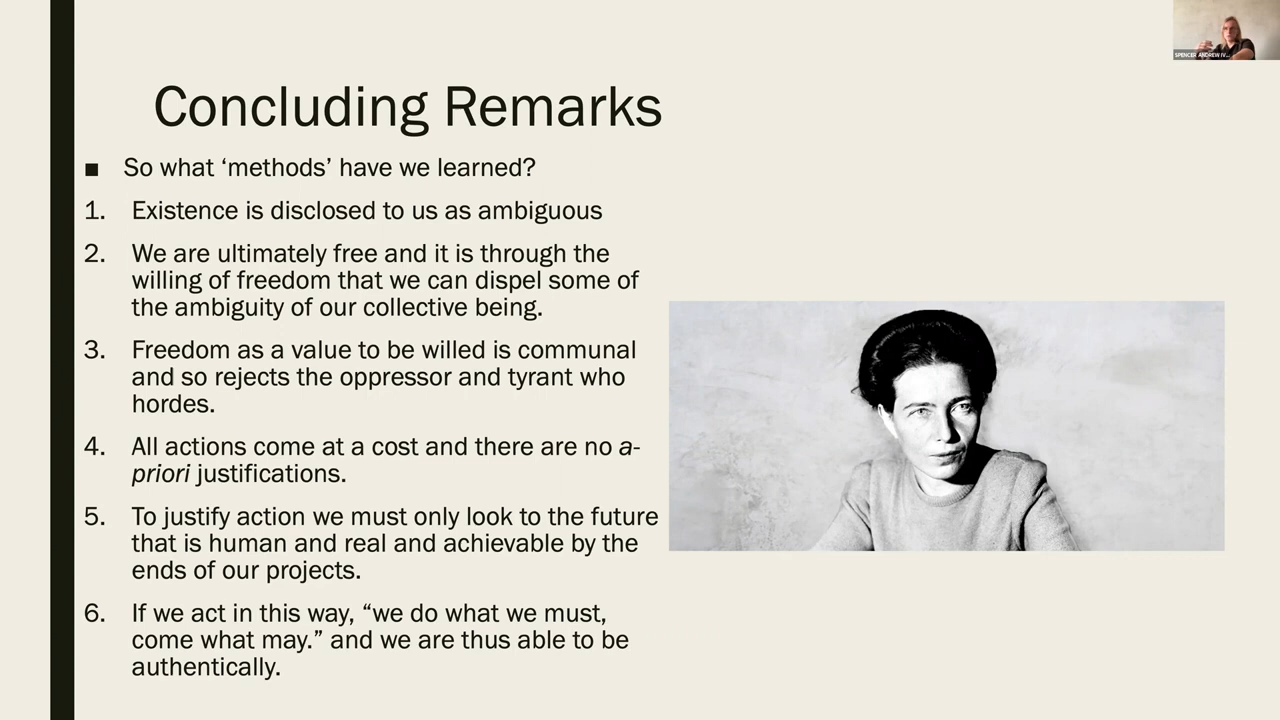 SPENCER ANDREW IV...
Concluding Remarks
■ So what ‘methods’ have we learned?
1. Existence is disclosed to us as ambiguous
2. We are ultimately free and it is through the
willing of freedom that we can dispel some of
the ambiguity of our collective being.
3. Freedom as a value to be willed is communal
and so rejects the oppressor and tyrant who
hordes.
4. All actions come at a cost and there are no a-
priori justifications.
5. To justify action we must only look to the future
that is human and real and achievable by the
ends of our projects.
6. If we act in this way, “we do what we must,
come what may.” and we are thus able to be
authentically.